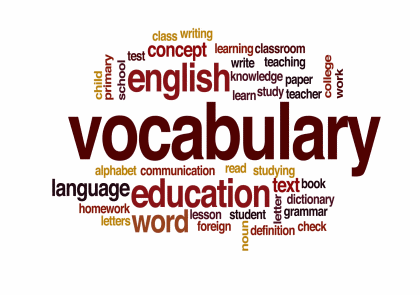 class writing
concept learning classroom
test write teaching
child primary school english knowledge paper college work
learn study teacher
vocabulary
alphabet communication read studying
language education text book
homework letter dictionary
letters word lesson student grammar
foreign noun definition check